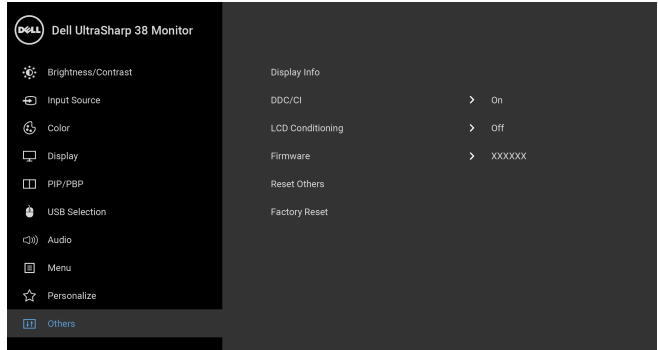 DELL Dell UltraSharp 38 Monitor
Brightness/Contrast
Input Source
Color
Display
PIP/PBP
USB Selection
Audio
Menu
Personalize
Others
Display Info
DDC/CI > On
LCD Conditioning > Off
Firmware > XXXXXX
Reset Others
Factory Reset